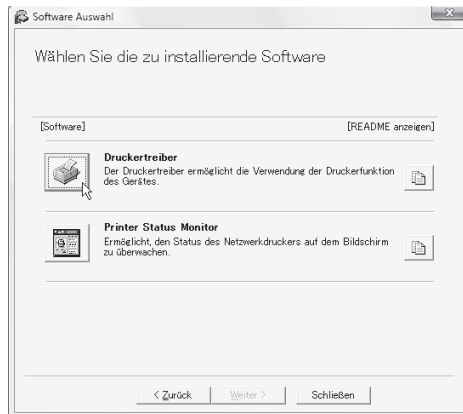 Software Auswahl
Wählen Sie die zu installierende Software
[Software] [README anzeigen]
Druckertreiber
Der Druckertreiber ermöglicht die Verwendung der Druckerfunktion
des Gerätes.
Printer Status Monitor
Ermöglicht, den Status des Netzwerkdruckers auf dem Bildschirm
zu überwachen.
< Zurück Weiter > Schließen